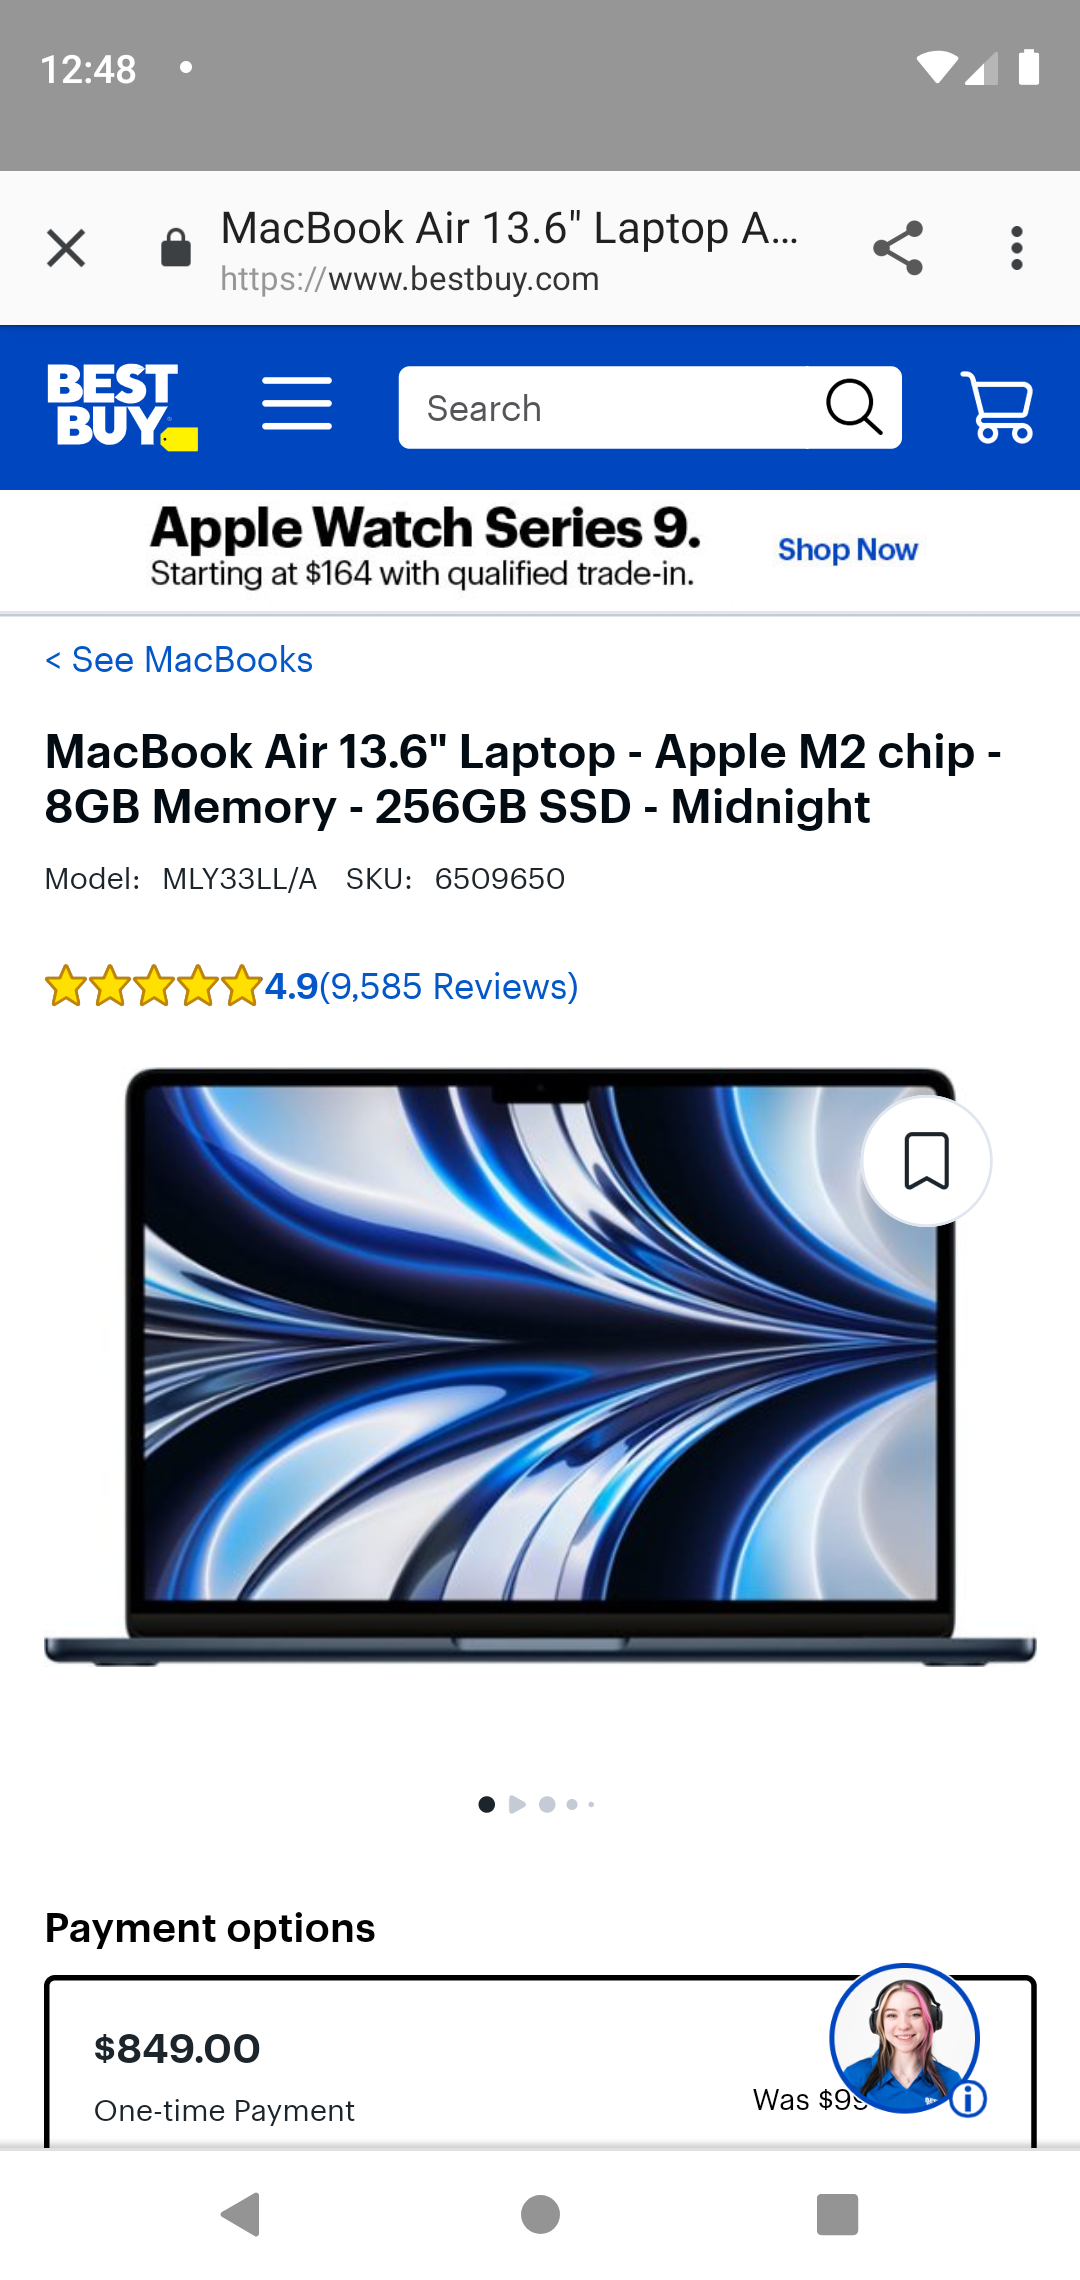 12:48
MacBook Air 13.6" Laptop A...
https://www.bestbuy.com
BEST
BUY
Search
Apple Watch Series 9.
Starting at $164 with qualified trade-in.
Shop Now
< See MacBooks
MacBook Air 13.6" Laptop - Apple M2 chip -
8GB Memory - 256GB SSD - Midnight
Model: MLY33LL/A SKU: 6509650
4.9(9,585 Reviews)
Payment options
$849.00
One-time Payment
Was